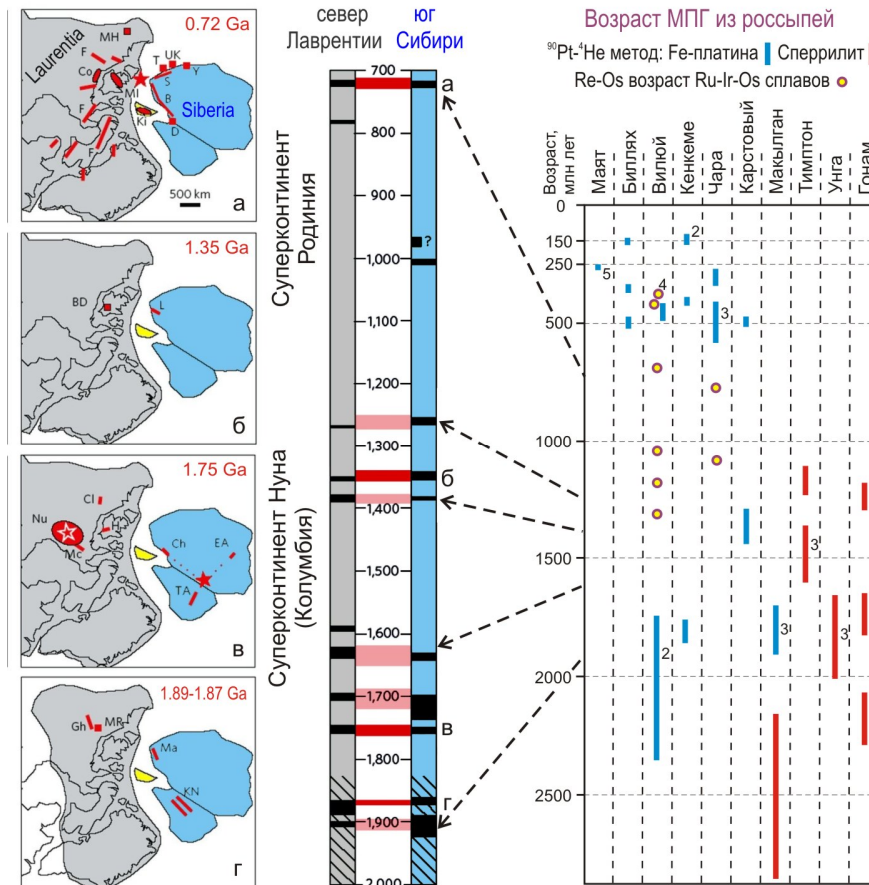 0.72 Ga
MH
UK
T
Y
Laurentia
F
Co
S
MI
B
Ki
Siberia
F
D
F
F
500 km
а
1.35 Ga
BD
L
б
1.75 Ga
Cl
Nu
H
Mc
Ch
EA
TA
в
1.89-1.87 Ga
Gh
MR
Ma
KN
г
север
Лаврентии
юг
Сибири
Суперконтинент
Родиния
Суперконтинент Нуна
(Колумбия)
700
800
900
1,000
1,100
1,200
1,300
1,400
1,500
1,600
1,700
1,800
1,900
2,000
а
?
б
в
г
Возраст МПГ из россыпей
⁹⁰Pt-⁴He метод: Fe-платина Сперрилит
Re-Os возраст Ru-Ir-Os сплавов
Возраст,
млн лет
Маят
Биллях
Вилюй
Кенкеме
Чара
Карстовый
Макылган
Тимптон
Унга
Гонам
0
150
250
500
1000
1500
2000
2500
2
5
4
3
3
2
3
3